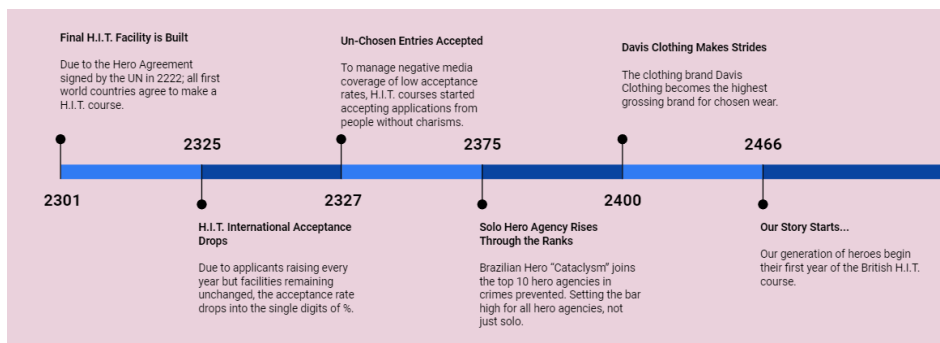 Final H.I.T. Facility is Built
Due to the Hero Agreement
signed by the UN in 2222; all first
world countries agree to make a
H.I.T. course.
2301
2325
H.I.T. International Acceptance
Drops
Due to applicants raising every
year but facilities remaining
unchanged, the acceptance rate
drops into the single digits of %.
Un-Chosen Entries Accepted
To manage negative media
coverage of low acceptance
rates, H.I.T. courses started
accepting applications from
people without charisms.
2327
2375
Solo Hero Agency Rises
Through the Ranks
Brazilian Hero “Cataclysm” joins
the top 10 hero agencies in
crimes prevented. Setting the bar
high for all hero agencies, not
just solo.
Davis Clothing Makes Strides
The clothing brand Davis
Clothing becomes the highest
grossing brand for chosen wear.
2400
2466
Our Story Starts...
Our generation of heroes begin
their first year of the British H.I.T.
course.